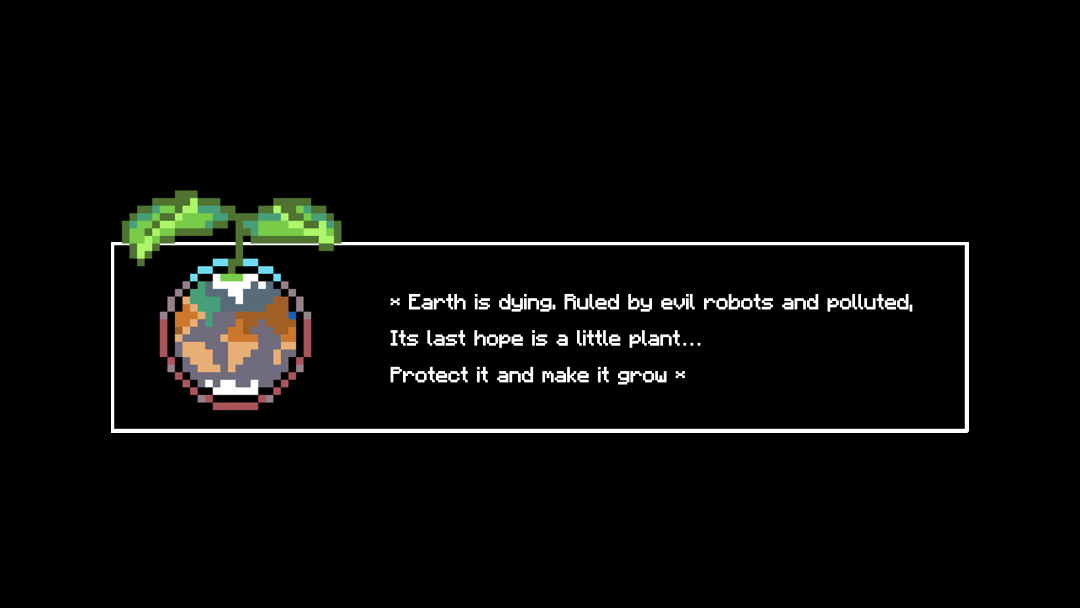 × Earth is dying. Ruled by evil robots and polluted,
Its last hope is a little plant...
Protect it and make it grow ×